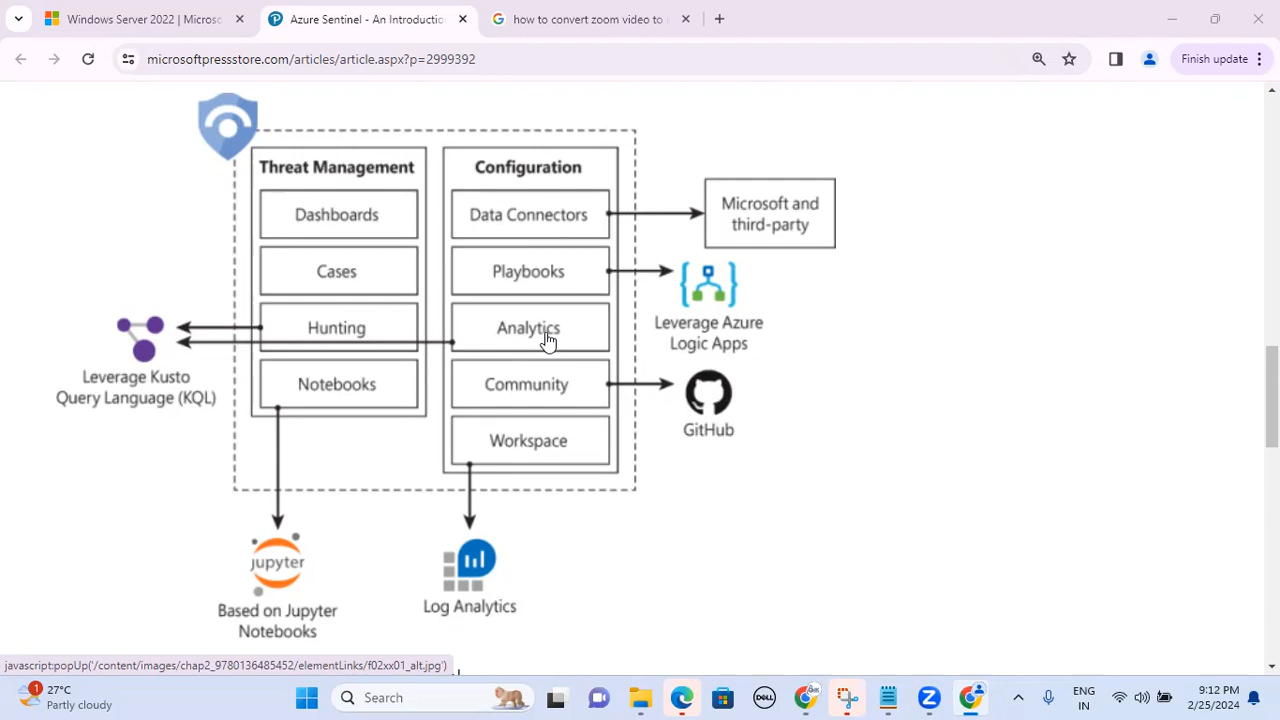 Windows Server 2022 | Microso
Azure Sentinel - An Introductio
how to convert zoom video to
microsoftpressstore.com/articles/article.aspx?p=2999392
Finish update
Threat Management
Configuration
Dashboards
Data Connectors
Microsoft and
third-party
Cases
Playbooks
Leverage Azure
Logic Apps
Hunting
Analytics
Leverage Kusto
Query Language (KQL)
Notebooks
Community
GitHub
Workspace
jupyter
Based on Jupyter
Notebooks
Log Analytics
javascript:popUp('/content/images/chap2_9780136485452/elementLinks/f02xx01_alt.jpg')
1
27°C
Partly cloudy
Search
DELL
ENG
IN
9:12 PM
2/25/2024